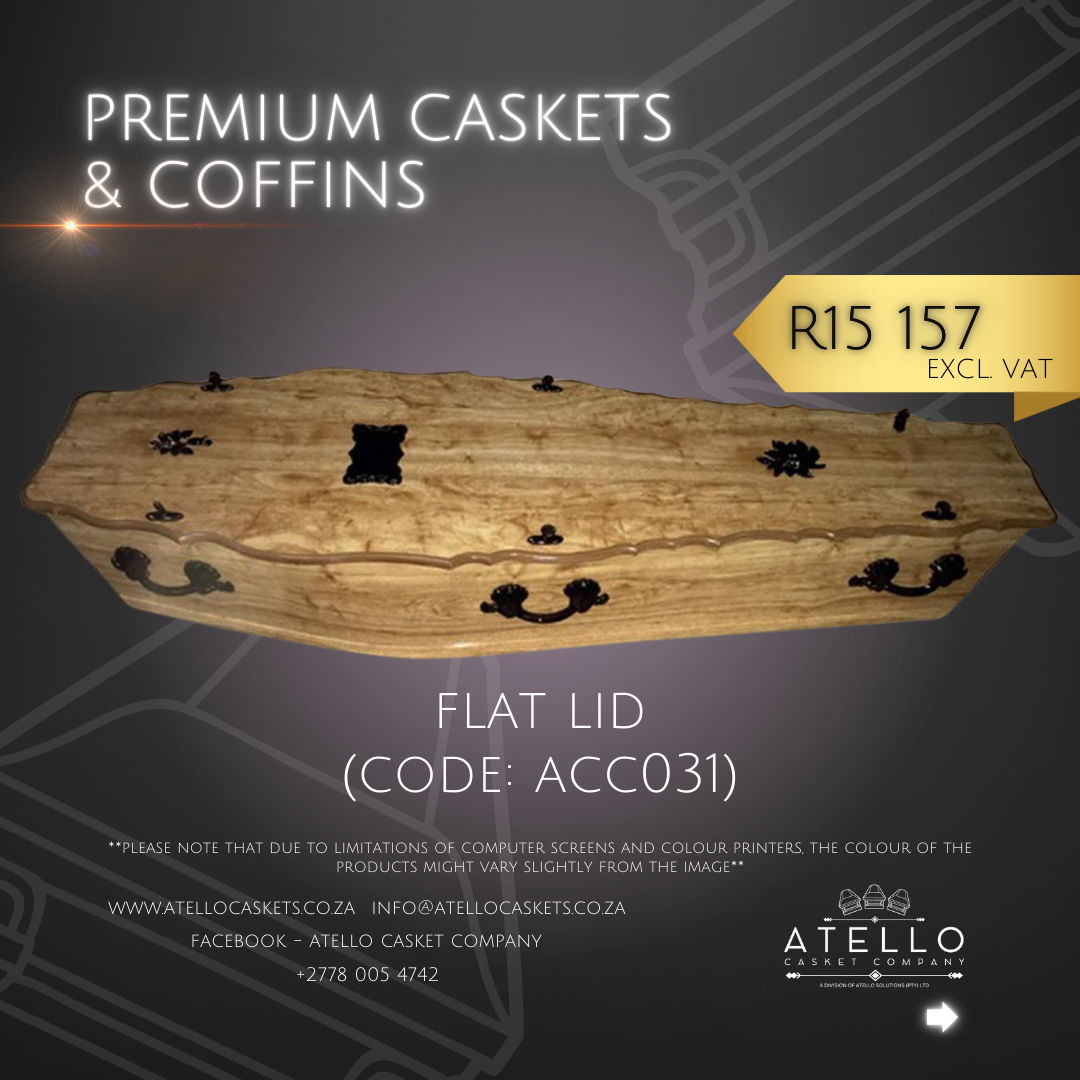 PREMIUM CASKETS
& COFFINS
R15 157
EXCL. VAT
FLAT LID
(CODE: ACC031)
**PLEASE NOTE THAT DUE TO LIMITATIONS OF COMPUTER SCREENS AND COLOUR PRINTERS, THE COLOUR OF THE
PRODUCTS MIGHT VARY SLIGHTLY FROM THE IMAGE**
WWW.ATELLOCASKETS.CO.ZA INFO@ATELLOCASKETS.CO.ZA
FACEBOOK - ATELLO CASKET COMPANY
+2778 005 4742
ATELLO
CASKET COMPANY
A DIVISION OF ATELLO SOLUTIONS (PTY) LTD